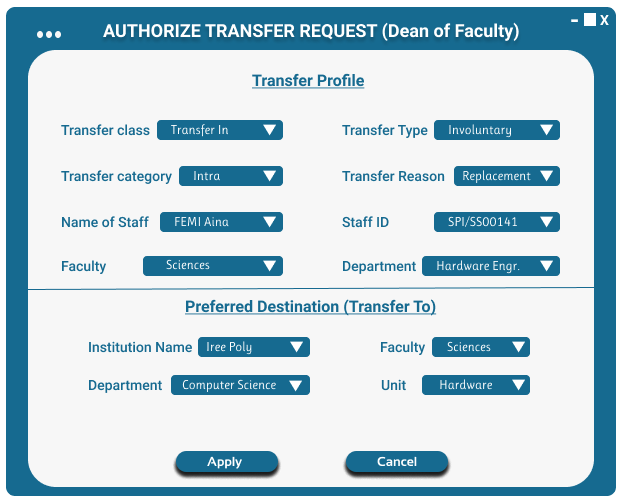 AUTHORIZE TRANSFER REQUEST (Dean of Faculty)
X
Transfer Profile
Transfer class Transfer In Transfer Type Involuntary
Transfer category Intra Transfer Reason Replacement
Name of Staff FEMI Aina Staff ID SPI/SS00141
Faculty Sciences Department Hardware Engr.
Preferred Destination (Transfer To)
Institution Name Iree Poly Faculty Sciences
Department Computer Science Unit Hardware
Apply Cancel